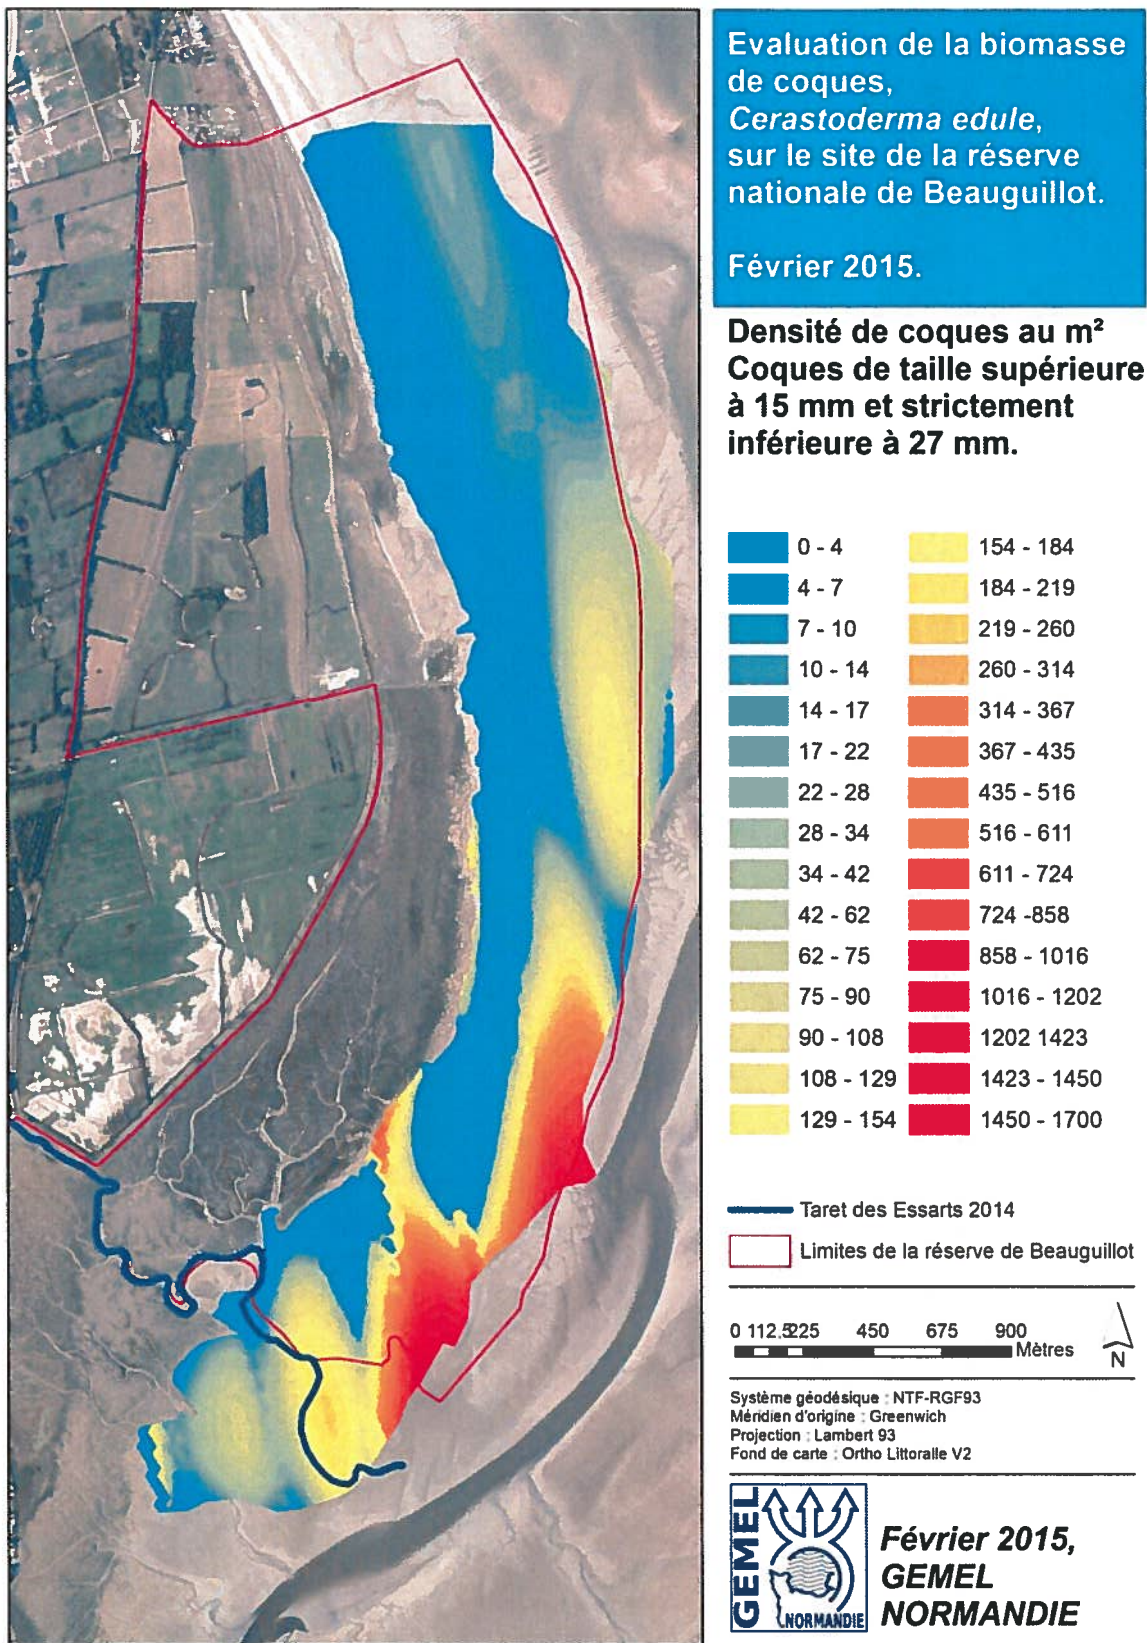 Evaluation de la biomasse
de coques,
Cerastoderma edule,
sur le site de la réserve
nationale de Beauguillot.
Février 2015.
Densité de coques au m²
Coques de taille supérieure
à 15 mm et strictement
inférieure à 27 mm.
0 - 4
4 - 7
7 - 10
10 - 14
14 - 17
17 - 22
22 - 28
28 - 34
34 - 42
42 - 62
62 - 75
75 - 90
90 - 108
108 - 129
129 - 154
154 - 184
184 - 219
219 - 260
260 - 314
314 - 367
367 - 435
435 - 516
516 - 611
611 - 724
724 -858
858 - 1016
1016 - 1202
1202 1423
1423 - 1450
1450 - 1700
Taret des Essarts 2014
Limites de la réserve de Beauguillot
0 112.5 225 450 675 900
Mètres
N
Système géodésique : NTF-RGF93
Méridien d'origine : Greenwich
Projection : Lambert 93
Fond de carte : Ortho Littoralle V2
GEMEL
NORMANDIE
Février 2015,
GEMEL
NORMANDIE